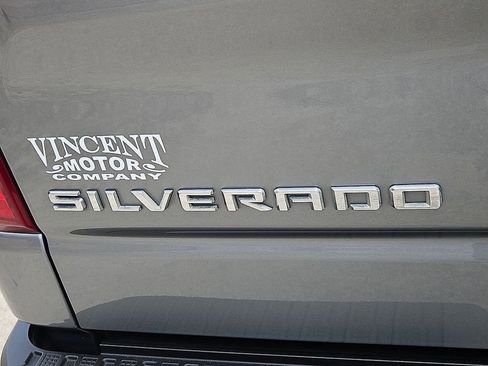 VINCENT
MOTOR
COMPANY
SILVERADO